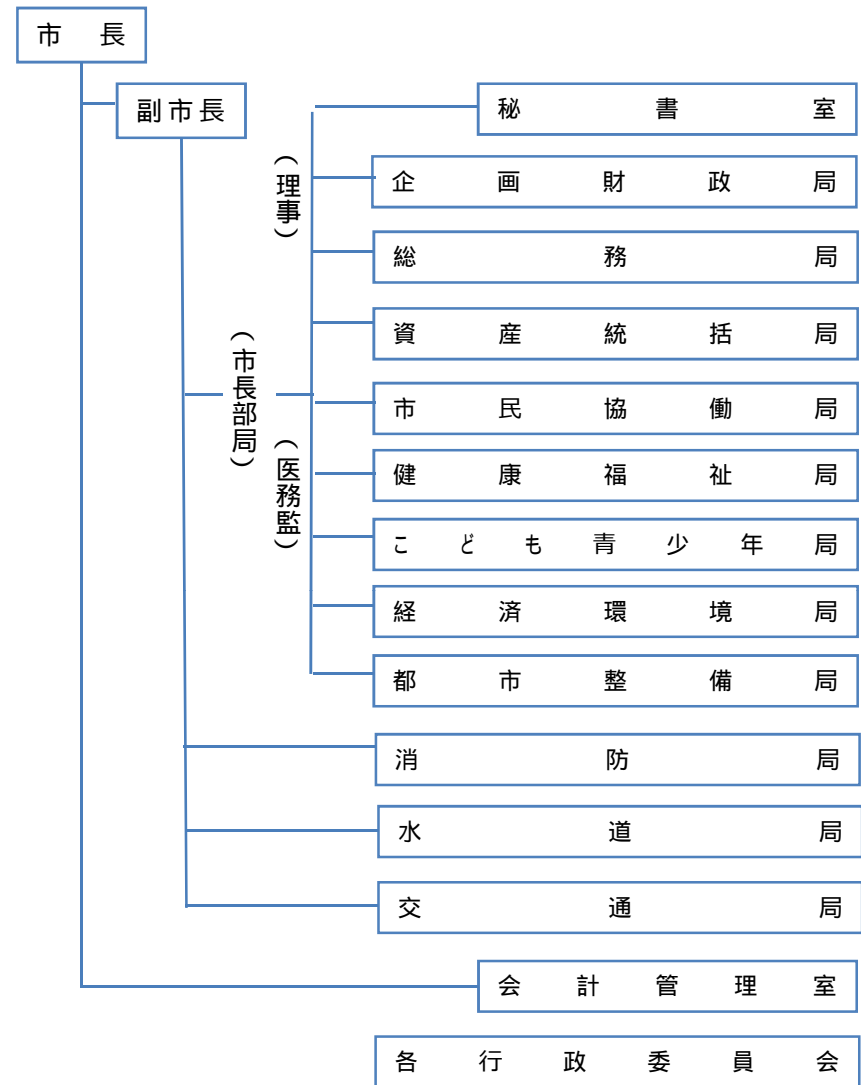 市長
副市長
秘書室
(理事)
企画財政局
総務局
資産統括局
(市長部局)
市民協働局
(医務監)
健康福祉局
こども青少年局
経済環境局
都市整備局
消防局
水道局
交通局
会計管理室
各行政委員会